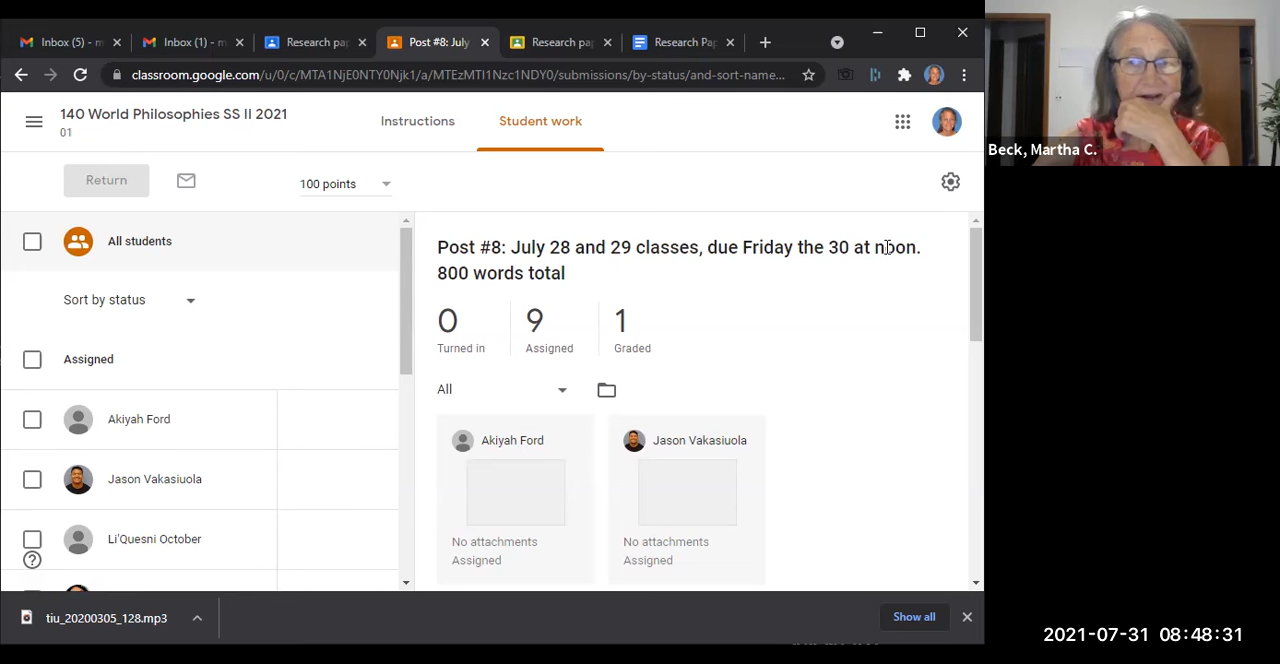 Inbox (5) - m
Inbox (1) - m
Research pa
Post #8: July
Research pa
Research Pa
classroom.google.com/u/0/c/MTA1NjE0NTY0Njk1/a/MTEzMTI1Nzc1NDY0/submissions/by-status/and-sort-name...
140 World Philosophies SS II 2021
01
Instructions
Student work
Return
100 points
All students
Sort by status
Assigned
Akiyah Ford
Jason Vakasiuola
Li'Quesni October
Post #8: July 28 and 29 classes, due Friday the 30 at noon.
800 words total
0 9 1
Turned in Assigned Graded
All
Akiyah Ford
No attachments
Assigned
Jason Vakasiuola
No attachments
Assigned
tiu_20200305_128.mp3
Show all
Beck, Martha C.
2021-07-31 08:48:31